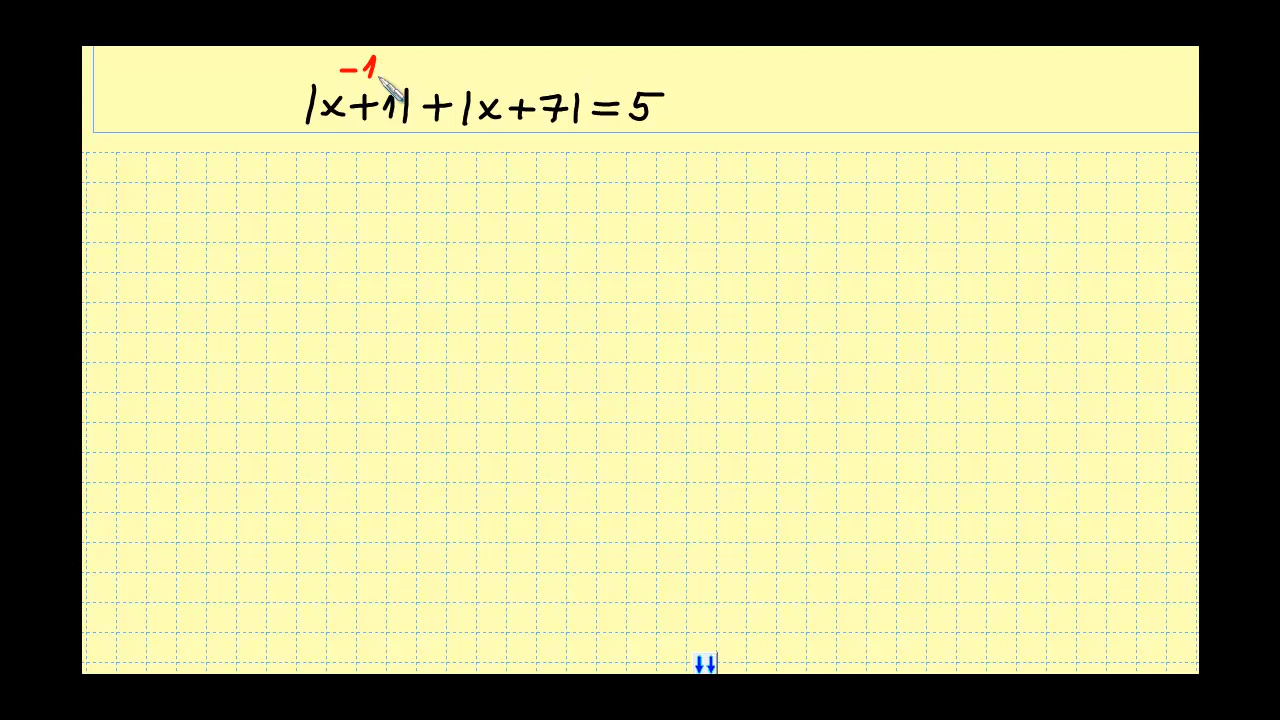 -1
|x+1| + |x+7| = 5